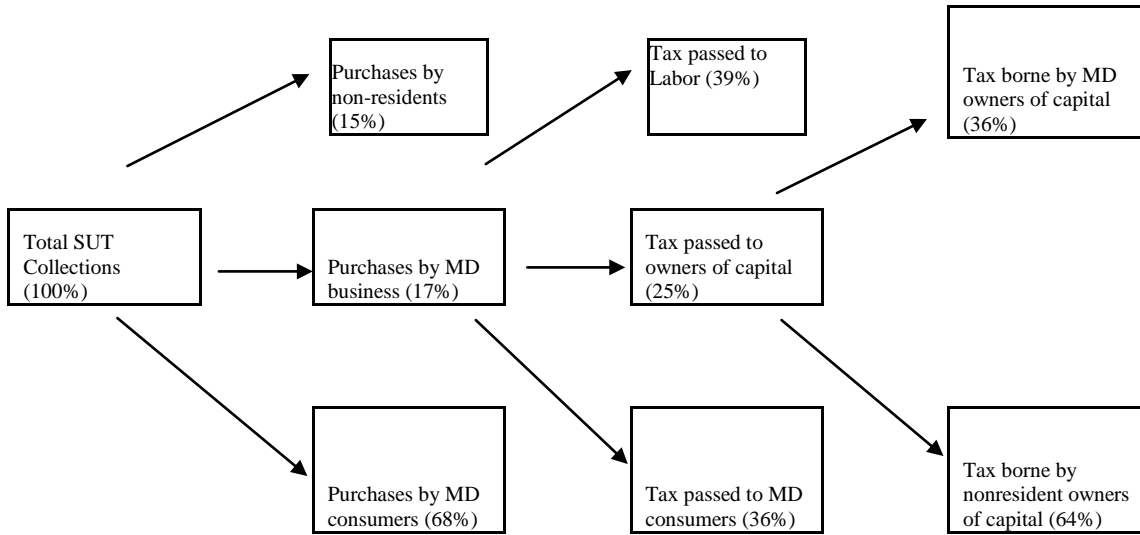 Purchases by
non-residents
(15%)
Tax passed to
Labor (39%)
Tax borne by MD
owners of capital
(36%)
Total SUT
Collections
(100%)
Purchases by MD
business (17%)
Tax passed to
owners of capital
(25%)
Purchases by MD
consumers (68%)
Tax passed to MD
consumers (36%)
Tax borne by
nonresident owners
of capital (64%)